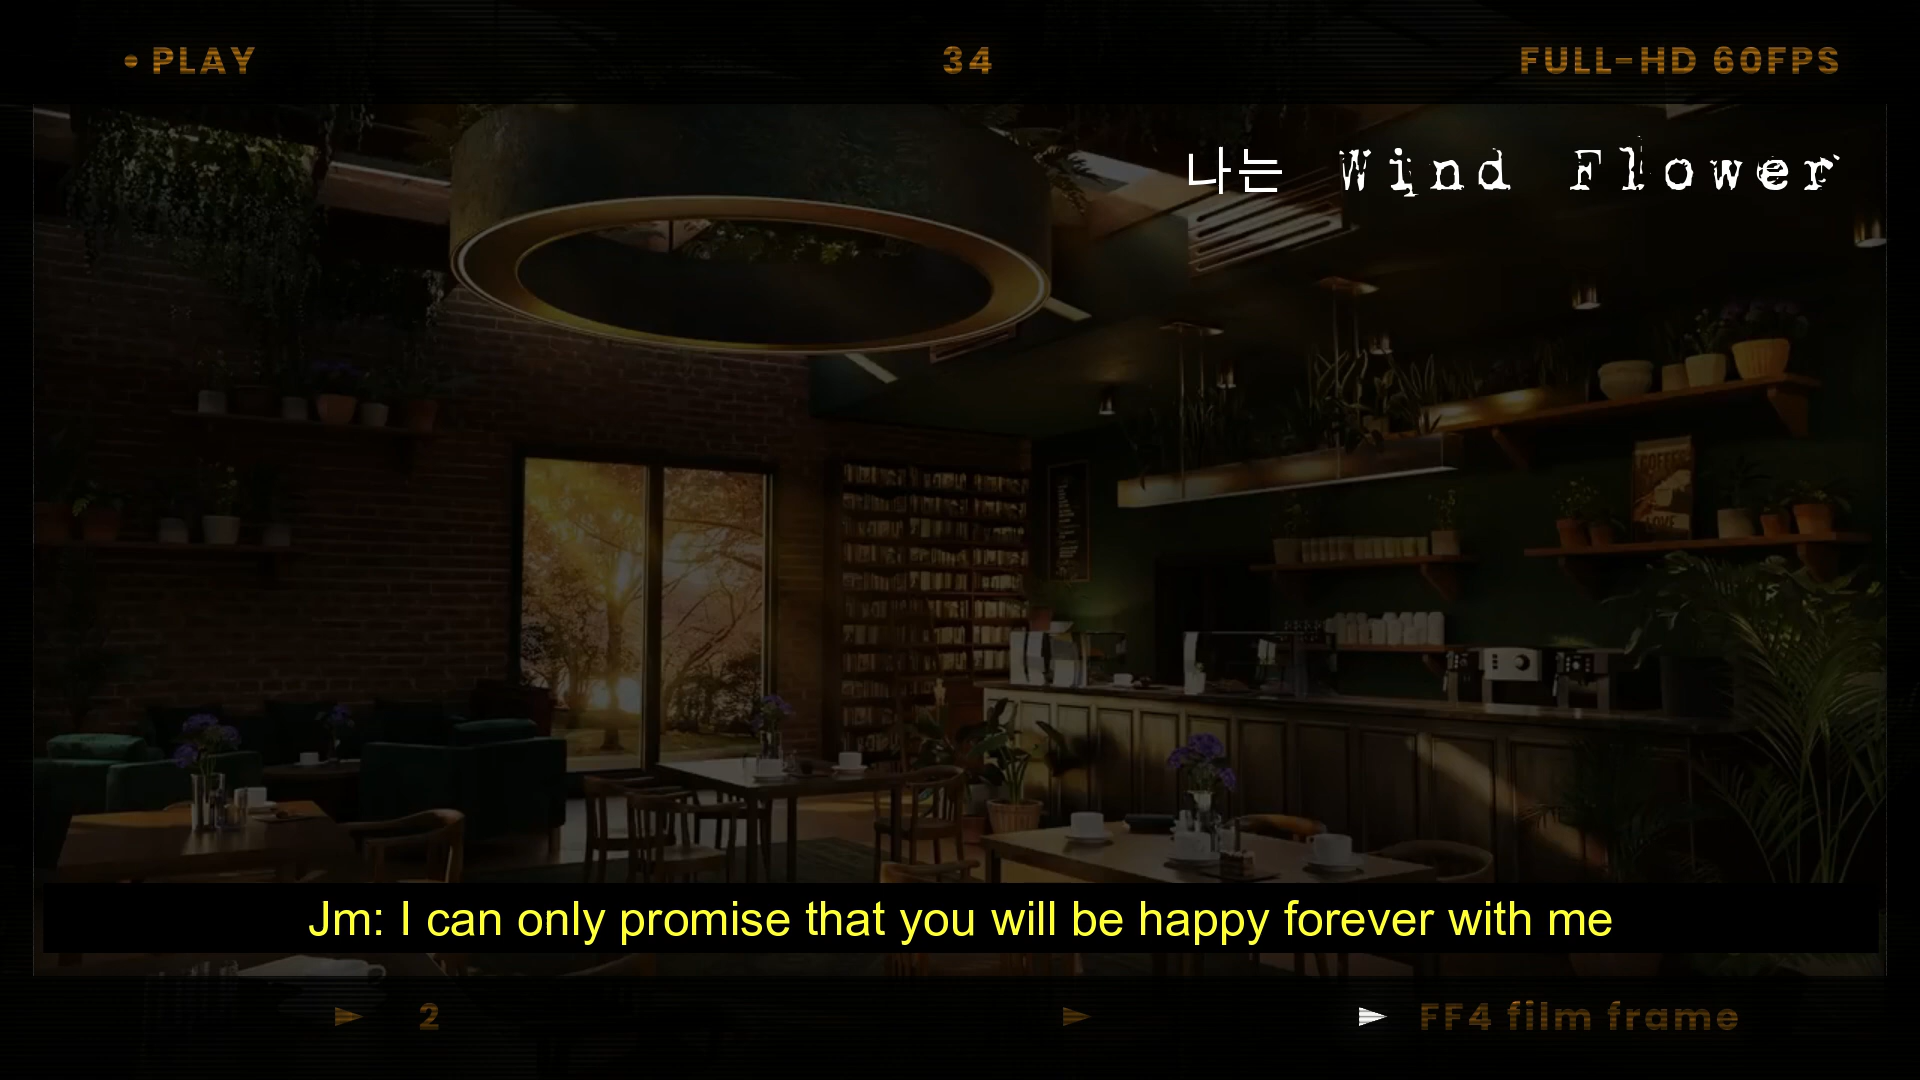 • PLAY
34
FULL-HD 60FPS
나는 Wind Flower
COFFEE
Jm: I can only promise that you will be happy forever with me
2
FF4 film frame